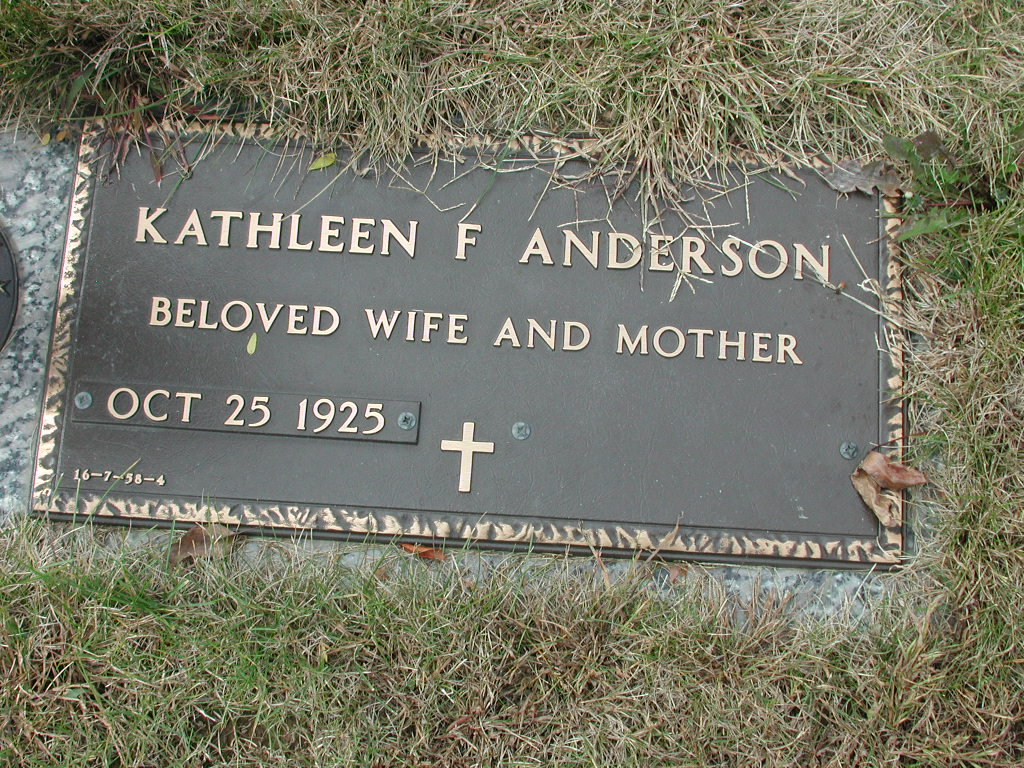 KATHLEEN F ANDERSON
BELOVED WIFE AND MOTHER
OCT 25 1925
16-7-58-4